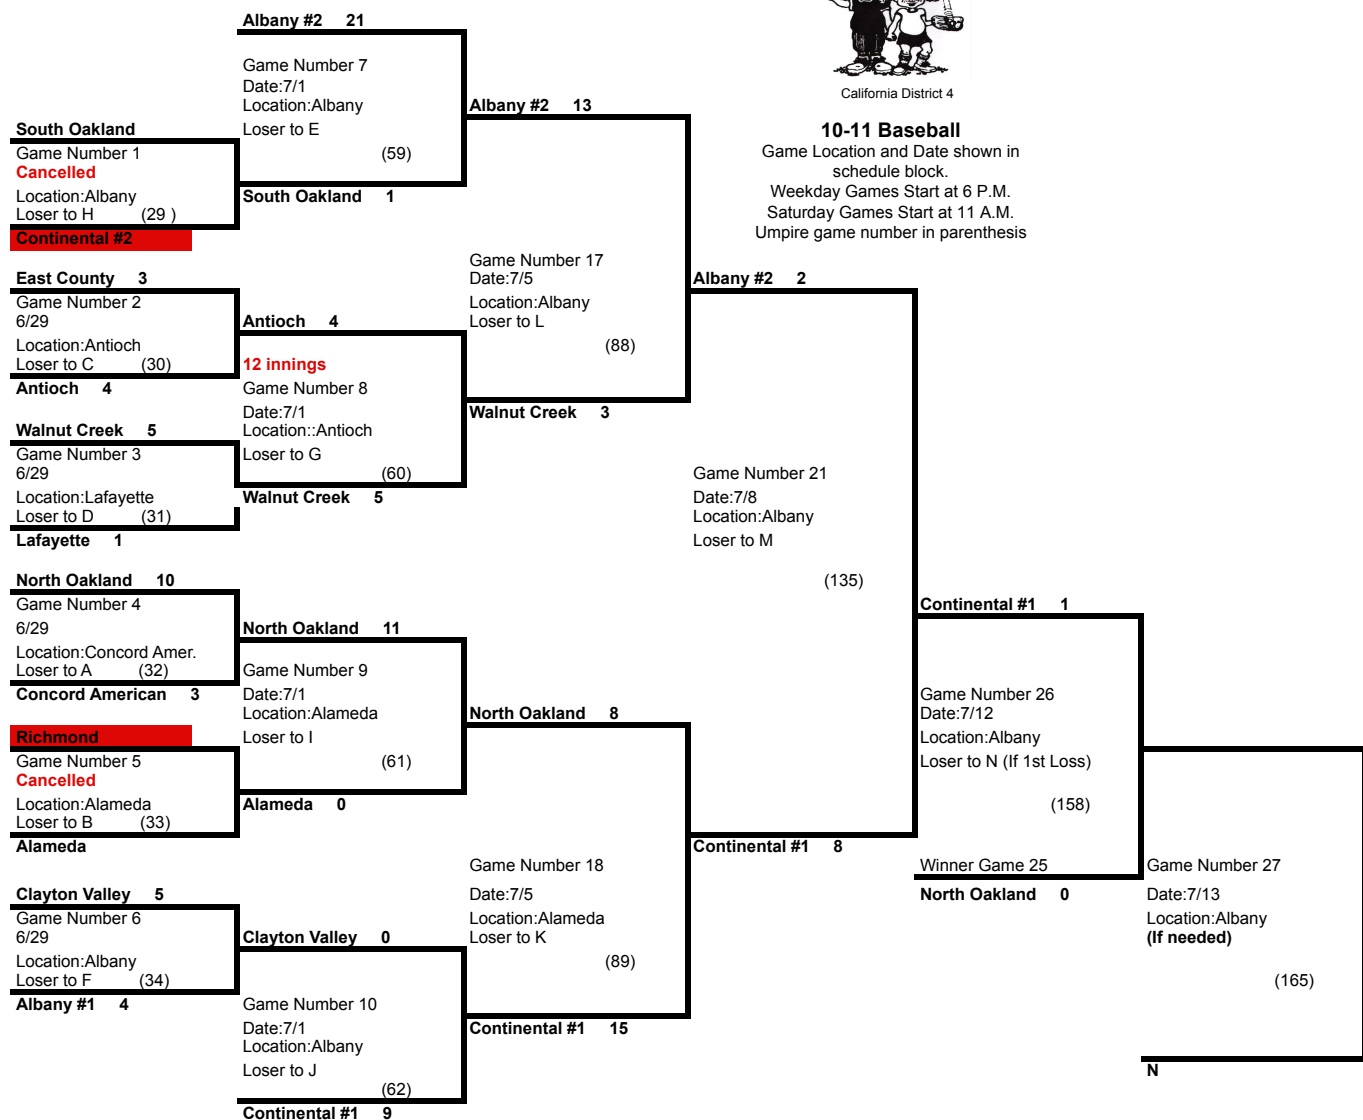 California District 4
10-11 Baseball
Game Location and Date shown in
schedule block.
Weekday Games Start at 6 P.M.
Saturday Games Start at 11 A.M.
Umpire game number in parenthesis
South Oakland
Game Number 1
Cancelled
Location:Albany
Loser to H (29 )
Continental #2
East County 3
Game Number 2
6/29
Location:Antioch
Loser to C (30)
Antioch 4
Walnut Creek 5
Game Number 3
6/29
Location:Lafayette
Loser to D (31)
Lafayette 1
North Oakland 10
Game Number 4
6/29
Location:Concord Amer.
Loser to A (32)
Concord American 3
Richmond
Game Number 5
Cancelled
Location:Alameda
Loser to B (33)
Alameda
Clayton Valley 5
Game Number 6
6/29
Location:Albany
Loser to F (34)
Albany #1 4
Albany #2 21
Game Number 7
Date:7/1
Location:Albany
Loser to E
(59)
South Oakland 1
Antioch 4
12 innings
Game Number 8
Date:7/1
Location::Antioch
Loser to G
(60)
Walnut Creek 5
North Oakland 11
Game Number 9
Date:7/1
Location:Alameda
Loser to I
(61)
Alameda 0
Clayton Valley 0
Game Number 10
Date:7/1
Location:Albany
Loser to J
(62)
Continental #1 9
Albany #2 13
Game Number 17
Date:7/5
Location:Albany
Loser to L
(88)
Walnut Creek 3
North Oakland 8
Game Number 18
Date:7/5
Location:Alameda
Loser to K
(89)
Continental #1 15
Albany #2 2
Game Number 21
Date:7/8
Location:Albany
Loser to M
(135)
Continental #1 8
Continental #1 1
Game Number 26
Date:7/12
Location:Albany
Loser to N (If 1st Loss)
(158)
Winner Game 25
North Oakland 0
Game Number 27
Date:7/13
Location:Albany
(If needed)
(165)
N